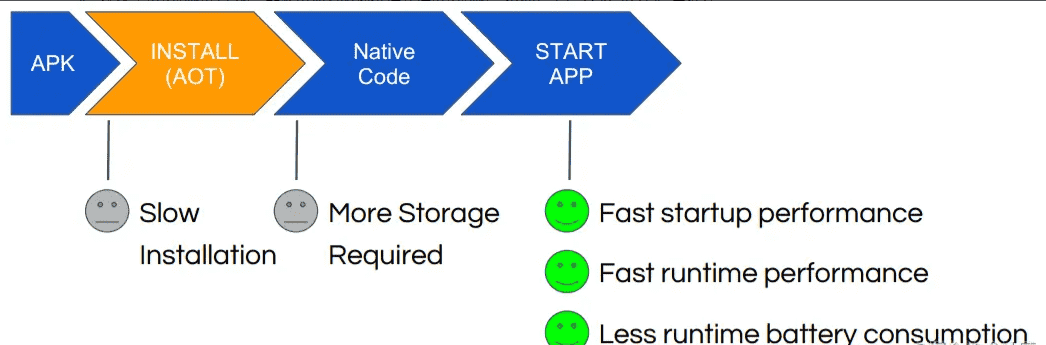 APK
INSTALL
(AOT)
Native
Code
START
APP
Slow
Installation
More Storage
Required
Fast startup performance
Fast runtime performance
Less runtime battery consumption